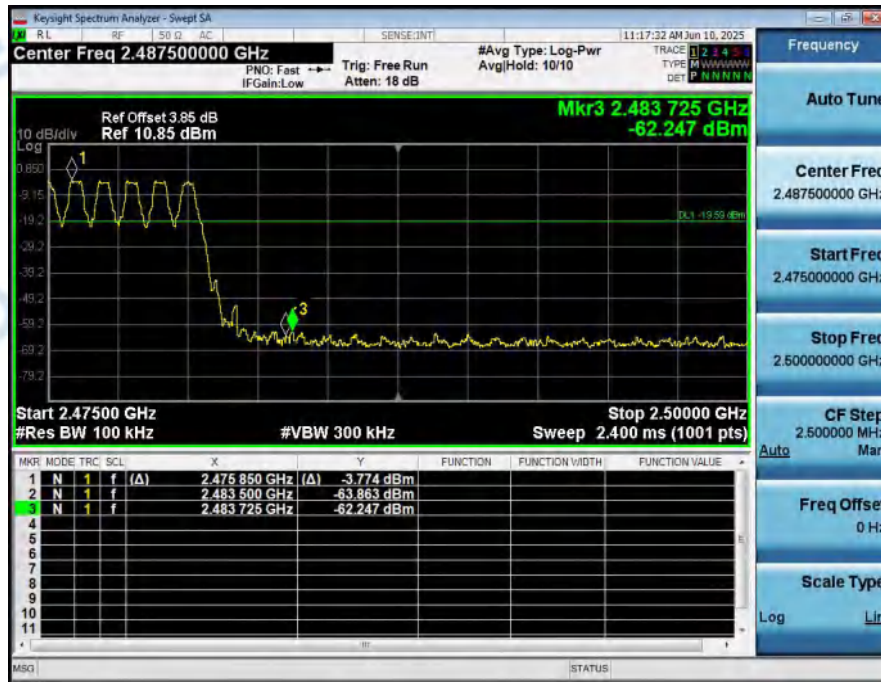 Keysight Spectrum Analyzer - Swept SA
RL RF 50 Ω AC SENSE:INT 11:17:32 AM Jun 10, 2025
Center Freq 2.487500000 GHz #Avg Type: Log-Pwr TRACE 1 2 3 4 5
PNO: Fast Trig: Free Run Avg|Hold: 10/10 TYPE M
IFGain:Low Atten: 18 dB DET P N N N N N
Mkr3 2.483 725 GHz
-62.247 dBm
Ref Offset 3.85 dB
10 dB/div Ref 10.85 dBm
Log
0.850
-9.15
-19.2
-39.2
-49.2
-59.2
-69.2
-79.2
1
DL1 -19.59 dBm
3
Start 2.47500 GHz Stop 2.50000 GHz
#Res BW 100 kHz #VBW 300 kHz Sweep 2.400 ms (1001 pts)
MKR MODE TRC SCL X Y FUNCTION FUNCTION WIDTH FUNCTION VALUE
1 N 1 f (Δ) 2.475 850 GHz (Δ) -3.774 dBm
2 N 1 f 2.483 500 GHz -63.863 dBm
3 N 1 f 2.483 725 GHz -62.247 dBm
4
5
6
7
8
9
10
11
MSG STATUS
Frequency
Auto Tune
Center Freq
2.487500000 GHz
Start Freq
2.475000000 GHz
Stop Freq
2.500000000 GHz
CF Step
2.500000 MHz
Auto Man
Freq Offset
0 Hz
Scale Type
Log Lin